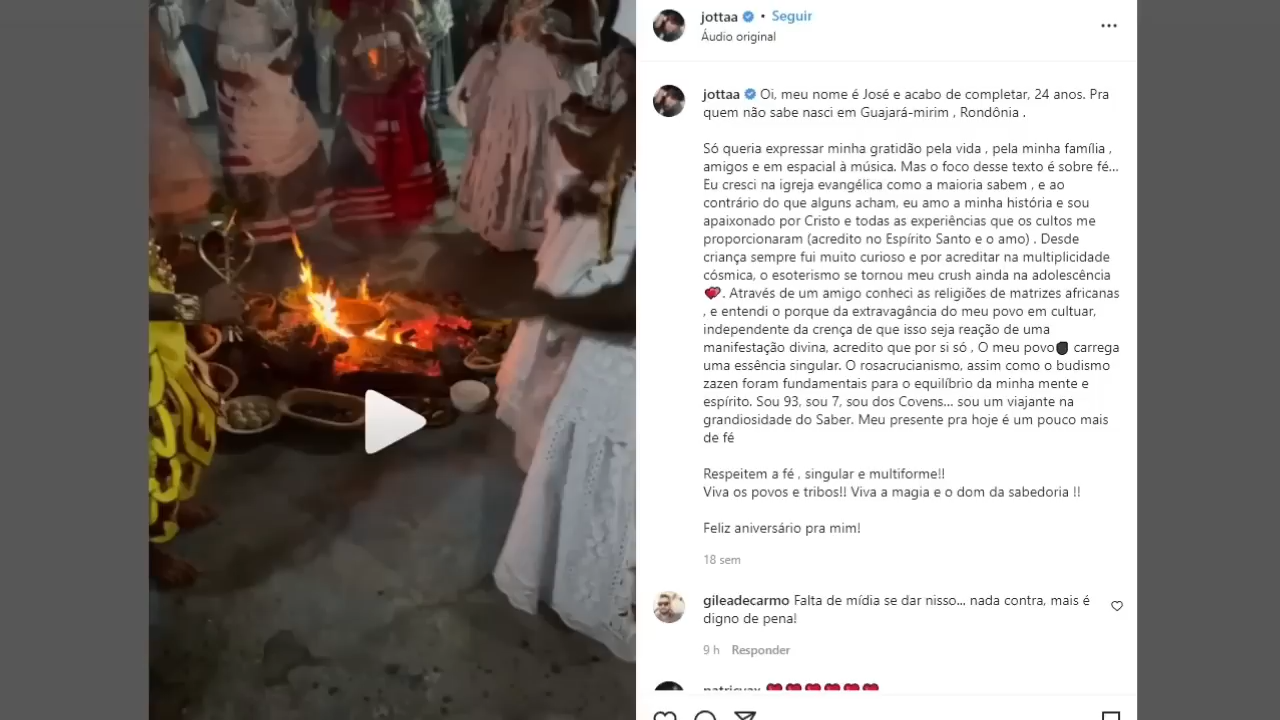 jottaa • Seguir
Áudio original
jottaa Oi, meu nome é José e acabo de completar, 24 anos. Pra
quem não sabe nasci em Guajará-mirim , Rondônia .
Só queria expressar minha gratidão pela vida , pela minha família ,
amigos e em espacial à música. Mas o foco desse texto é sobre fé...
Eu cresci na igreja evangélica como a maioria sabem , e ao
contrário do que alguns acham, eu amo a minha história e sou
apaixonado por Cristo e todas as experiências que os cultos me
proporcionaram (acredito no Espírito Santo e o amo) . Desde
criança sempre fui muito curioso e por acreditar na multiplicidade
cósmica, o esoterismo se tornou meu crush ainda na adolescência
💕. Através de um amigo conheci as religiões de matrizes africanas
, e entendi o porque da extravagância do meu povo em cultuar,
independente da crença de que isso seja reação de uma
manifestação divina, acredito que por si só , O meu povo✊🏿 carrega
uma essência singular. O rosacrucianismo, assim como o budismo
zazen foram fundamentais para o equilíbrio da minha mente e
espírito. Sou 93, sou 7, sou dos Covens... sou um viajante na
grandiosidade do Saber. Meu presente pra hoje é um pouco mais
de fé
Respeitem a fé , singular e multiforme!!
Viva os povos e tribos!! Viva a magia e o dom da sabedoria !!
Feliz aniversário pra mim!
18 sem
gileadecarmo Falta de mídia se dar nisso... nada contra, mais é
digno de pena!
9 h Responder